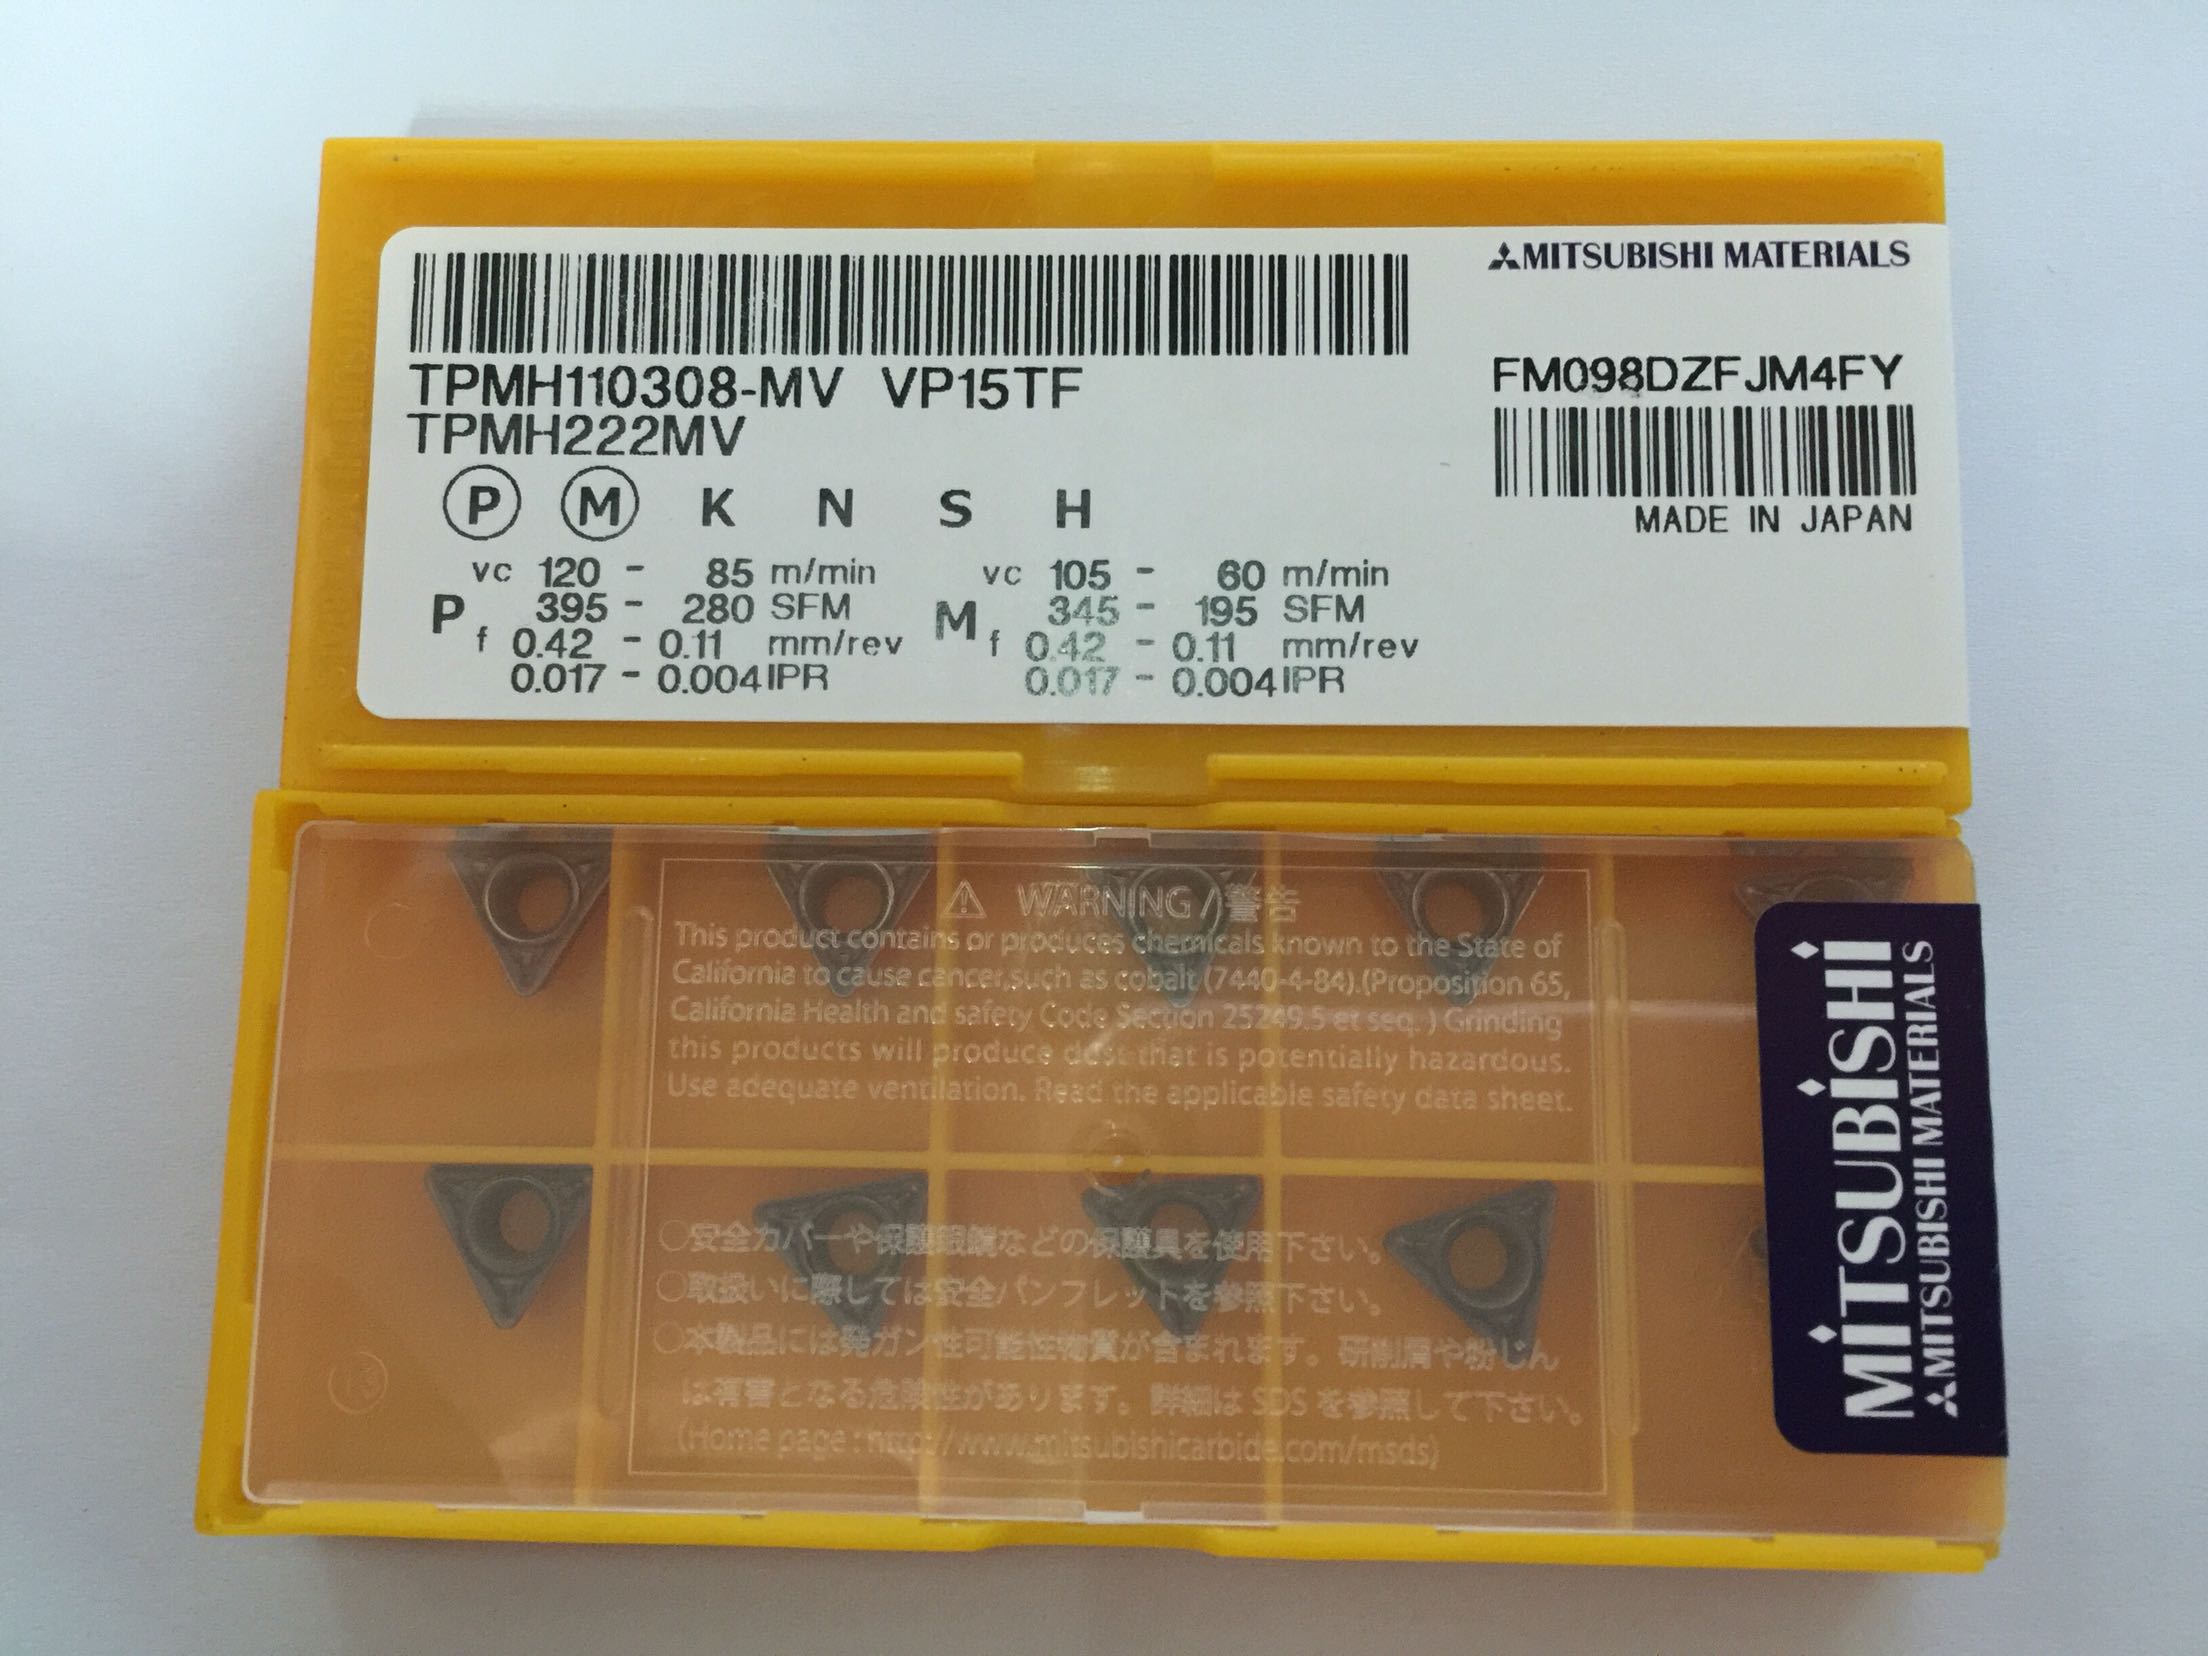 MITSUBISHI MATERIALS
TPMH110308-MV VP15TF
TPMH222MV
FM098DZFJM4FY
MADE IN JAPAN
P M K N S H
P
vc 120 - 85 m/min
395 - 280 SFM
f 0.42 - 0.11 mm/rev
0.017 - 0.004 IPR
M
vc 105 - 60 m/min
345 - 195 SFM
f 0.42 - 0.11 mm/rev
0.017 - 0.004 IPR
WARNING / 警告
This product contains or produces chemicals known to the State of
California to cause cancer,such as cobalt (7440-4-84).(Proposition 65,
California Health and safety Code Section 25249.5 et seq. ) Grinding
this products will produce dust that is potentially hazardous.
Use adequate ventilation. Read the applicable safety data sheet.
○安全カバーや保護眼鏡などの保護具を使用下さい。
○取扱いに際しては安全パンフレットを参照下さい。
○本製品には発ガン性可能性物質が含まれます。研削屑や粉じん
は有害となる危険性があります。詳細は SDS を参照して下さい。
(Home page : http://www.mitsubishicarbide.com/msds)
MITSUBISHI
MITSUBISHI MATERIALS